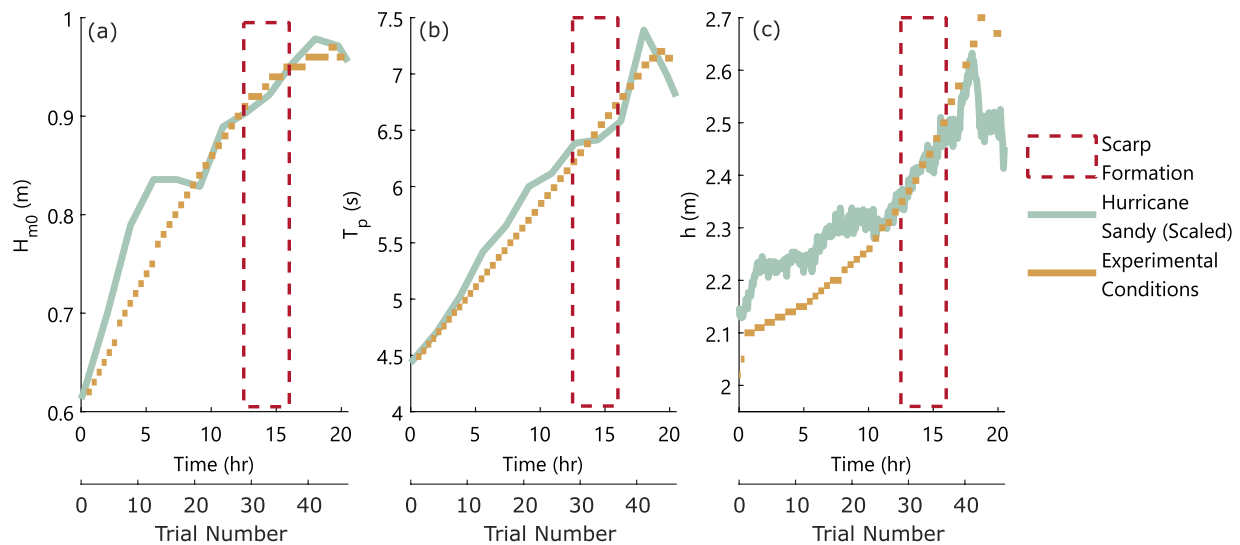 (a)
1
0.9
0.8
0.7
0.6
H_m0 (m)
0 5 10 15 20
Time (hr)
0 10 20 30 40
Trial Number
(b)
7.5
7
6.5
6
5.5
5
4.5
4
T_p (s)
0 5 10 15 20
Time (hr)
0 10 20 30 40
Trial Number
(c)
2.7
2.6
2.5
2.4
2.3
2.2
2.1
2
h (m)
0 5 10 15 20
Time (hr)
0 10 20 30 40
Trial Number
Scarp
Formation
Hurricane
Sandy (Scaled)
Experimental
Conditions